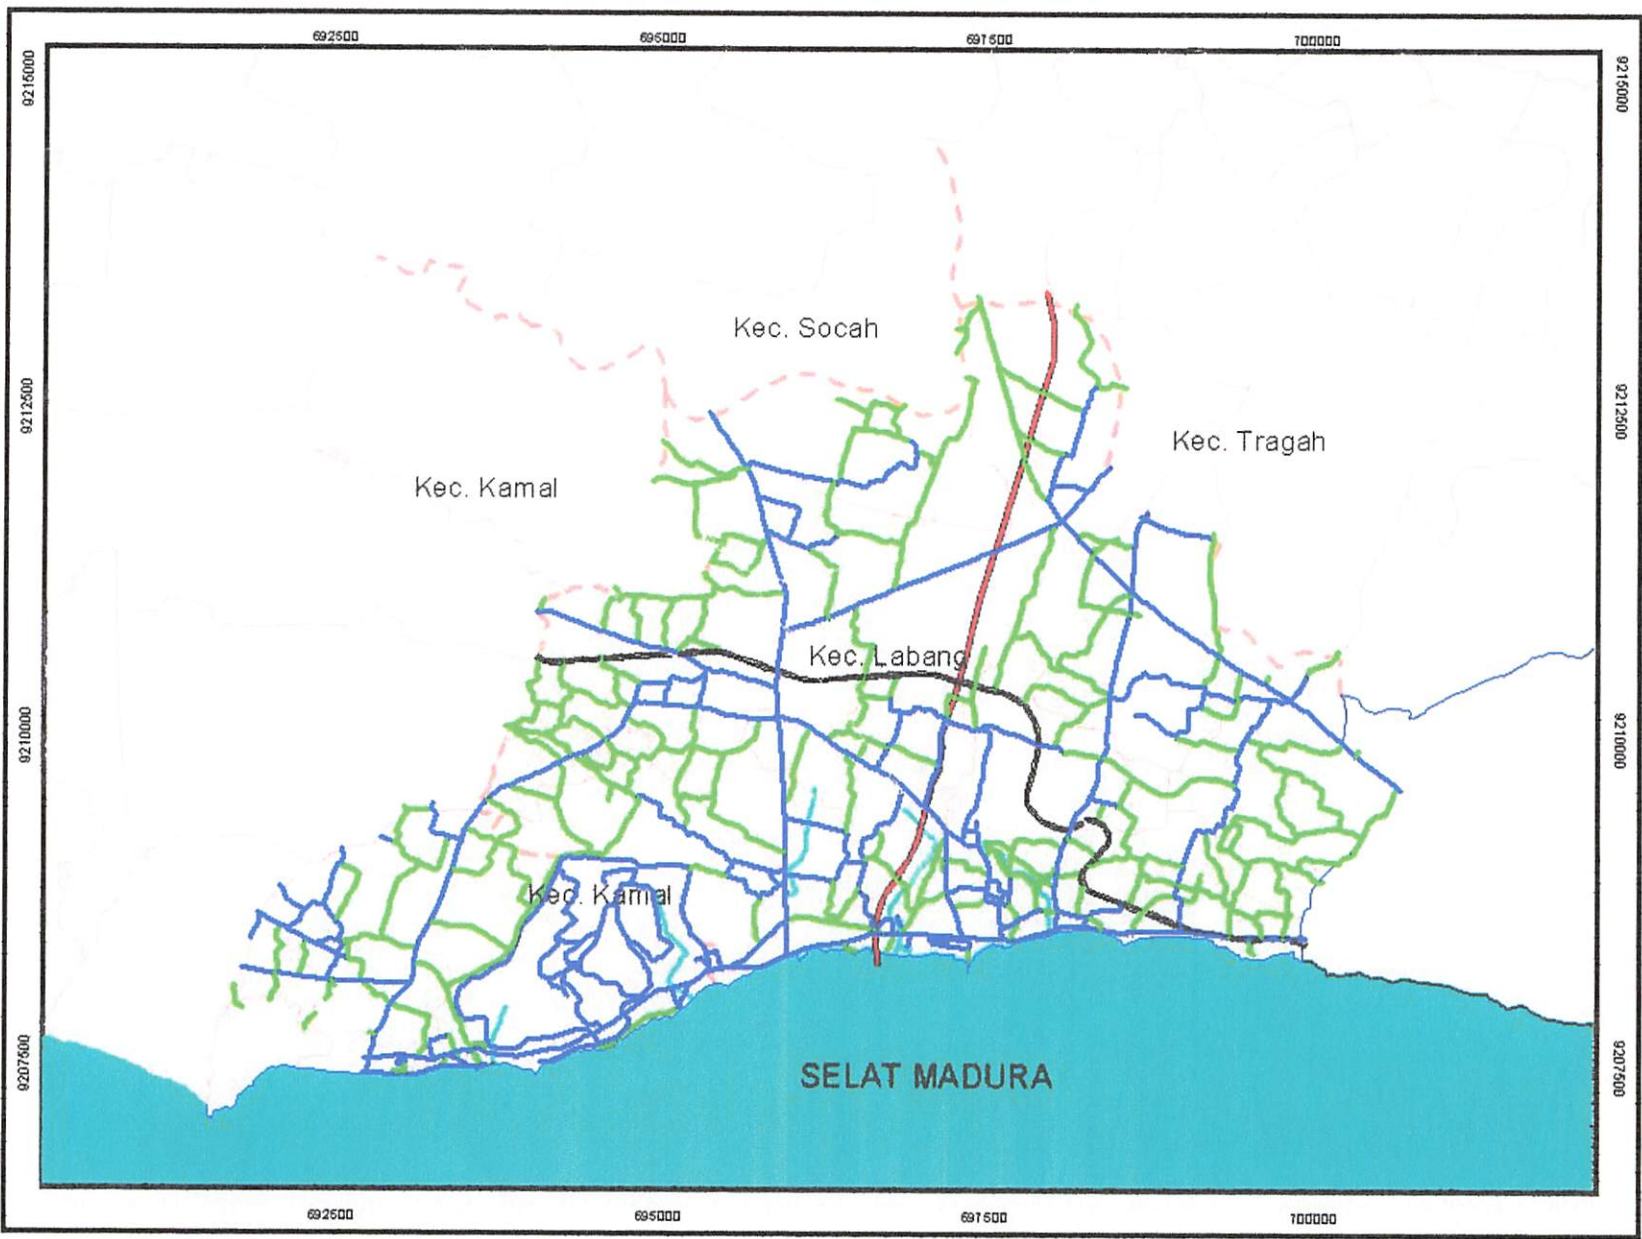 692500 695000 697500 700000
9215000 9215000
Kec. Socah
9212500 9212500
Kec. Tragah
Kec. Kamal
Kec. Labang
9210000 9210000
Kec. Kamal
9207500 9207500
SELAT MADURA
692500 695000 697500 700000